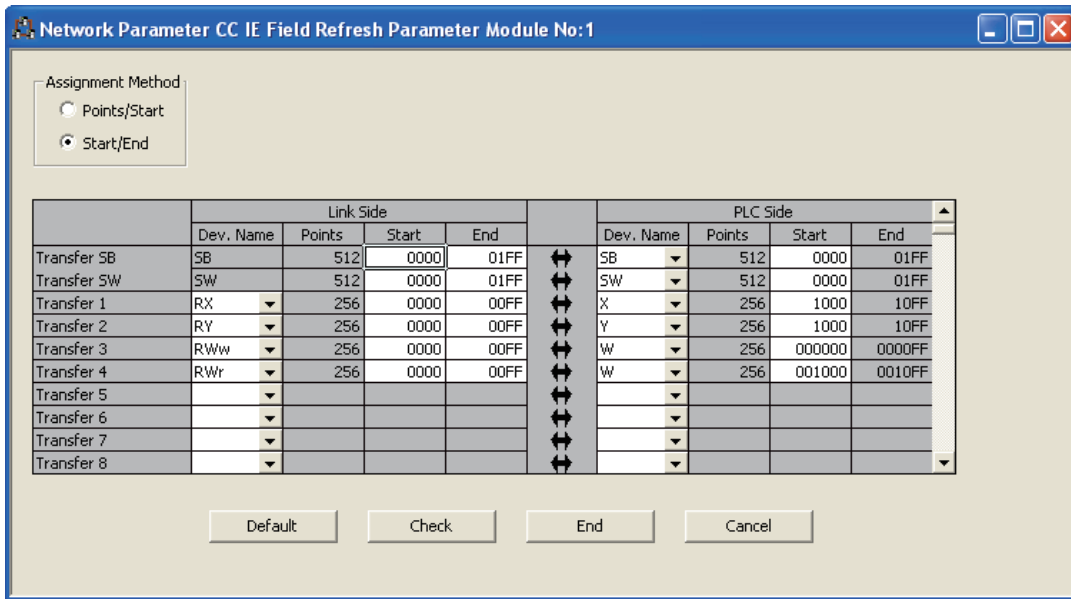 Network Parameter CC IE Field Refresh Parameter Module No:1
Assignment Method
Points/Start
Start/End
Link Side PLC Side
Dev. Name Points Start End Dev. Name Points Start End
Transfer SB SB 512 0000 01FF SB 512 0000 01FF
Transfer SW SW 512 0000 01FF SW 512 0000 01FF
Transfer 1 RX 256 0000 00FF X 256 1000 10FF
Transfer 2 RY 256 0000 00FF Y 256 1000 10FF
Transfer 3 RWw 256 0000 00FF W 256 000000 0000FF
Transfer 4 RWr 256 0000 00FF W 256 001000 0010FF
Transfer 5
Transfer 6
Transfer 7
Transfer 8
Default Check End Cancel